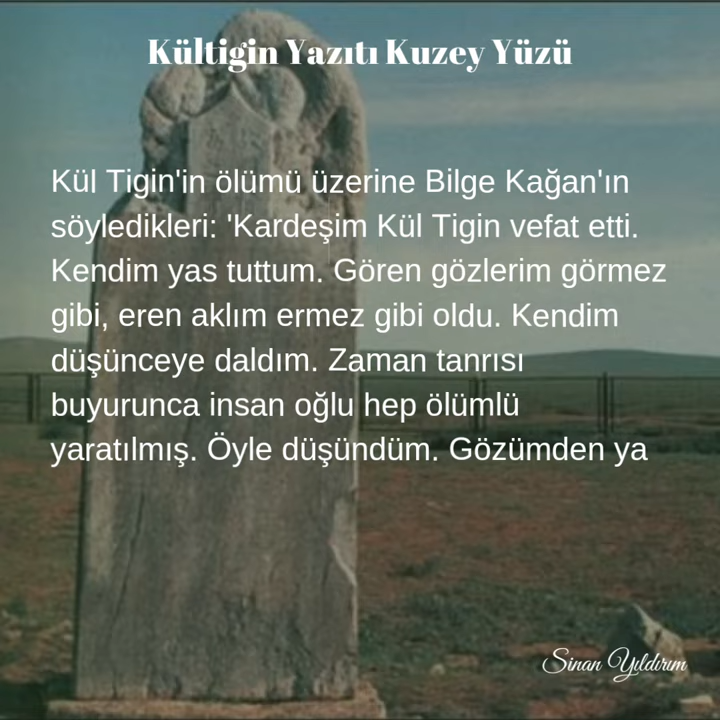 Kültigin Yazıtı Kuzey Yüzü
Kül Tigin'in ölümü üzerine Bilge Kağan'ın
söyledikleri: 'Kardeşim Kül Tigin vefat etti.
Kendim yas tuttum. Gören gözlerim görmez
gibi, eren aklım ermez gibi oldu. Kendim
düşünceye daldım. Zaman tanrısı
buyurunca insan oğlu hep ölümlü
yaratılmış. Öyle düşündüm. Gözümden ya
Sinan Yıldırım